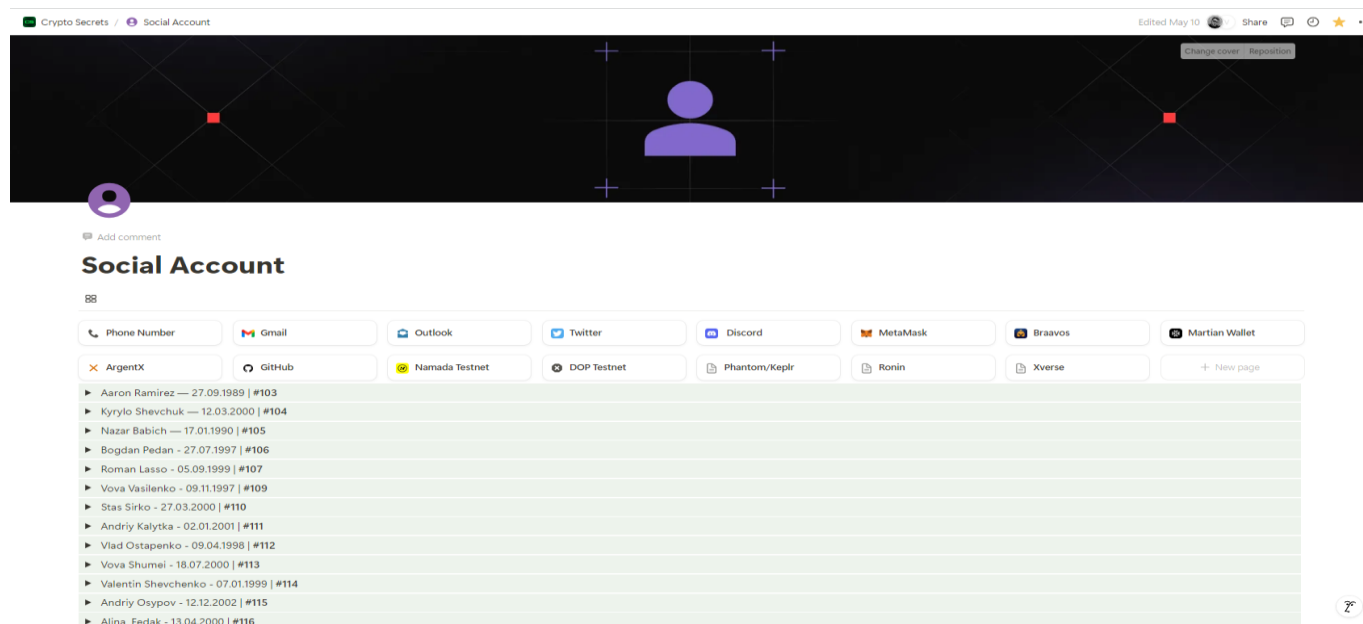 Crypto Secrets / Social Account
Edited May 10 Share
Change cover Reposition
Add comment
Social Account
Phone Number Gmail Outlook Twitter Discord MetaMask Braavos Martian Wallet
ArgentX GitHub Namada Testnet DOP Testnet Phantom/Keplr Ronin Xverse + New page
Aaron Ramirez — 27.09.1989 | #103
Kyrylo Shevchuk — 12.03.2000 | #104
Nazar Babich — 17.01.1990 | #105
Bogdan Pedan - 27.07.1997 | #106
Roman Lasso - 05.09.1999 | #107
Vova Vasilenko - 09.11.1997 | #109
Stas Sirko - 27.03.2000 | #110
Andriy Kalytka - 02.01.2001 | #111
Vlad Ostapenko - 09.04.1998 | #112
Vova Shumei - 18.07.2000 | #113
Valentin Shevchenko - 07.01.1999 | #114
Andriy Osypov - 12.12.2002 | #115
Alina Fedak - 13.04.2000 | #116